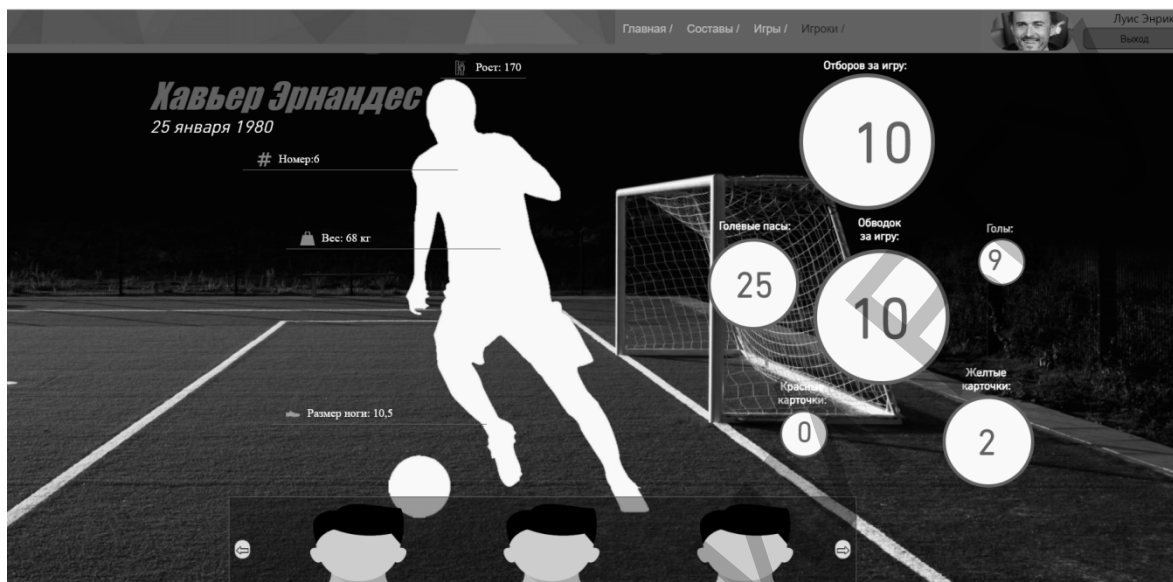 Главная / Составы / Игры / Игроки /
Луис Энрик
Выход
Рост: 170
Хавьер Эрнандес
25 января 1980
# Номер:6
Вес: 68 кг
Размер ноги: 10,5
Отборов за игру:
10
Голевые пасы:
25
Обводок
за игру:
10
Голы:
9
Красные
карточки:
0
Желтые
карточки:
2